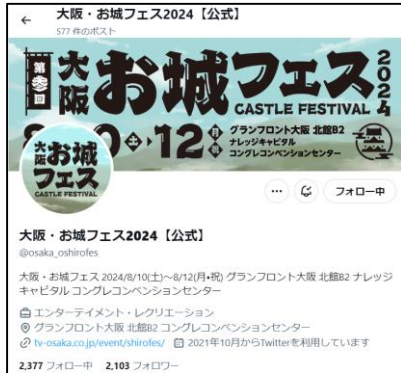 大阪・お城フェス2024【公式】
577 件のポスト
第参回
大阪お城フェス2024
CASTLE FESTIVAL
土 12 月・祝
グランフロント大阪 北館B2
ナレッジキャピタル
コングレコンベンションセンター
大阪お城フェス
CASTLE FESTIVAL
フォロー中
大阪・お城フェス2024【公式】
@osaka_oshirofes
大阪・お城フェス 2024/8/10(土)～8/12(月・祝) グランフロント大阪 北館B2 ナレッジ
キャピタル コングレコンベンションセンター
エンターテイメント・レクリエーション
グランフロント大阪 北館B2 コングレコンベンションセンター
tv-osaka.co.jp/event/shirofes/ 2021年10月からTwitterを利用しています
2,377 フォロー中 2,103 フォロワー